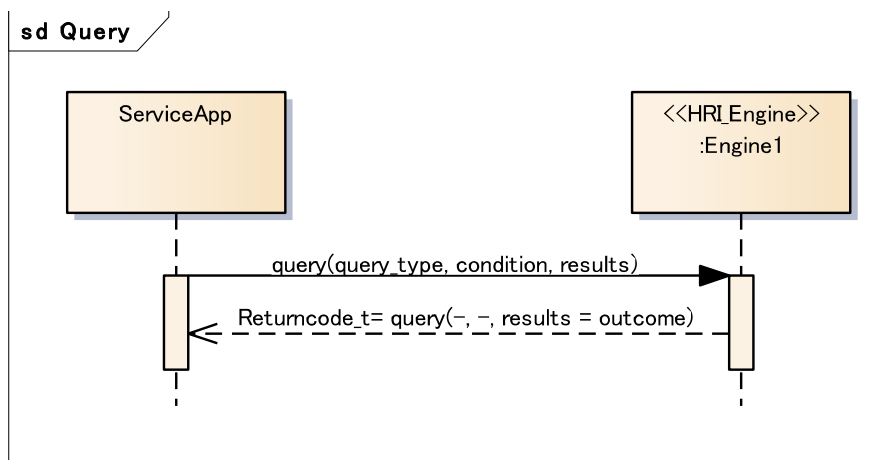 sd Query
ServiceApp
<<HRI_Engine>>
:Engine1
query(query_type, condition, results)
Returncode_t= query(-, -, results = outcome)